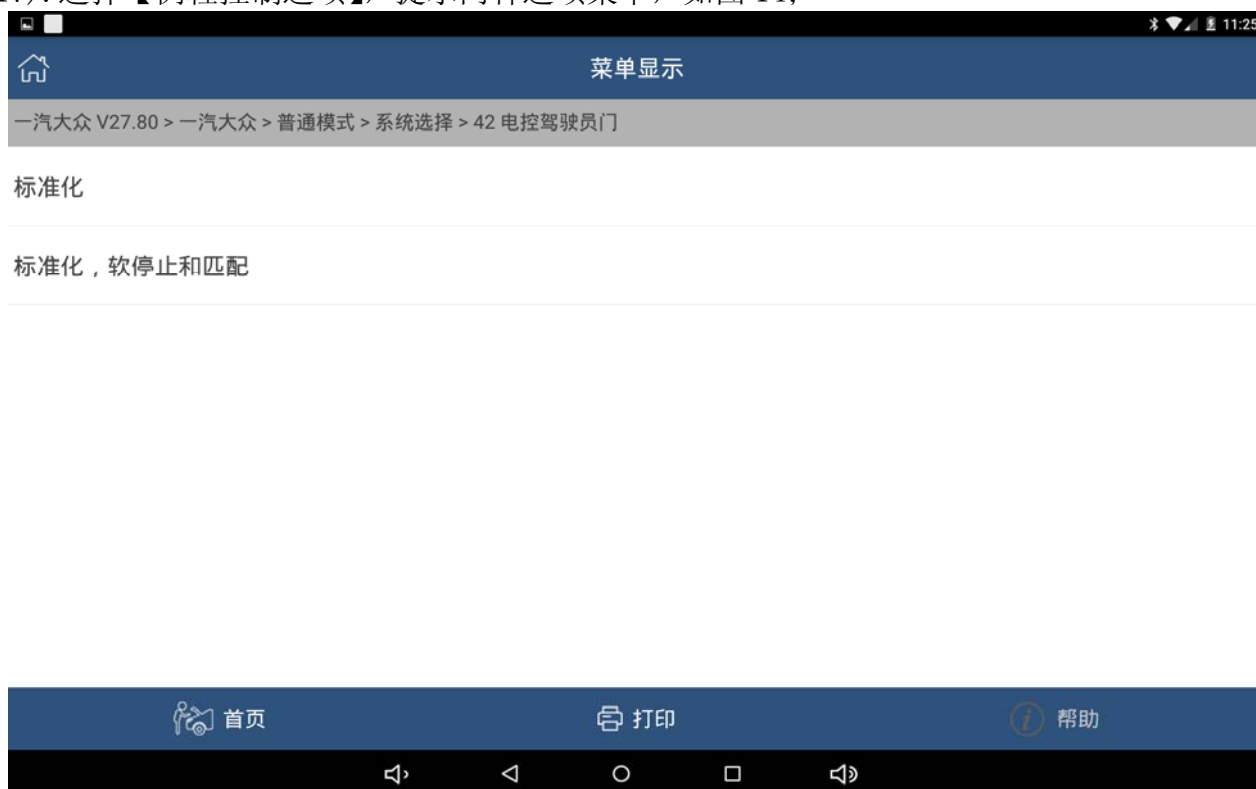 11:25
菜单显示
一汽大众 V27.80 > 一汽大众 > 普通模式 > 系统选择 > 42 电控驾驶员门
标准化
标准化，软停止和匹配
首页 打印 帮助